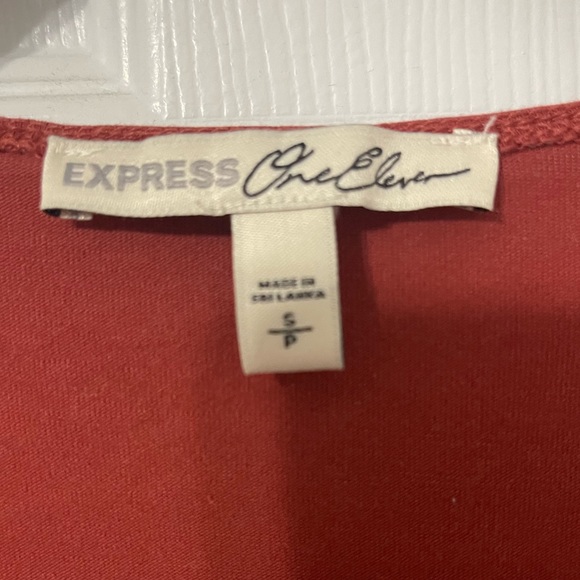 EXPRESS One Eleven
MADE IN
SRI LANKA
S
P